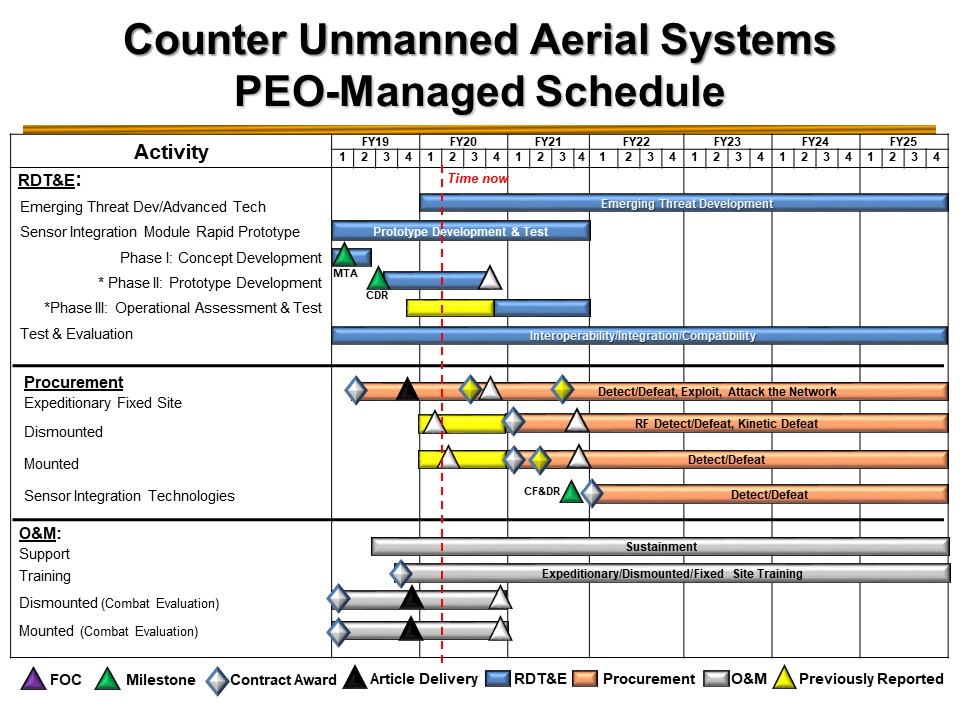 Counter Unmanned Aerial Systems
PEO-Managed Schedule
Activity
FY19 FY20 FY21 FY22 FY23 FY24 FY25
1 2 3 4 1 2 3 4 1 2 3 4 1 2 3 4 1 2 3 4 1 2 3 4 1 2 3 4
RDT&E:
Time now
Emerging Threat Dev/Advanced Tech
Emerging Threat Development
Sensor Integration Module Rapid Prototype
Prototype Development & Test
Phase I: Concept Development
MTA
* Phase II: Prototype Development
CDR
*Phase III: Operational Assessment & Test
Test & Evaluation
Interoperability/Integration/Compatibility
Procurement
Expeditionary Fixed Site
Detect/Defeat, Exploit, Attack the Network
Dismounted
RF Detect/Defeat, Kinetic Defeat
Mounted
Detect/Defeat
Sensor Integration Technologies
CF&DR
Detect/Defeat
O&M:
Support
Sustainment
Training
Expeditionary/Dismounted/Fixed Site Training
Dismounted (Combat Evaluation)
Mounted (Combat Evaluation)
FOC Milestone Contract Award Article Delivery RDT&E Procurement O&M Previously Reported